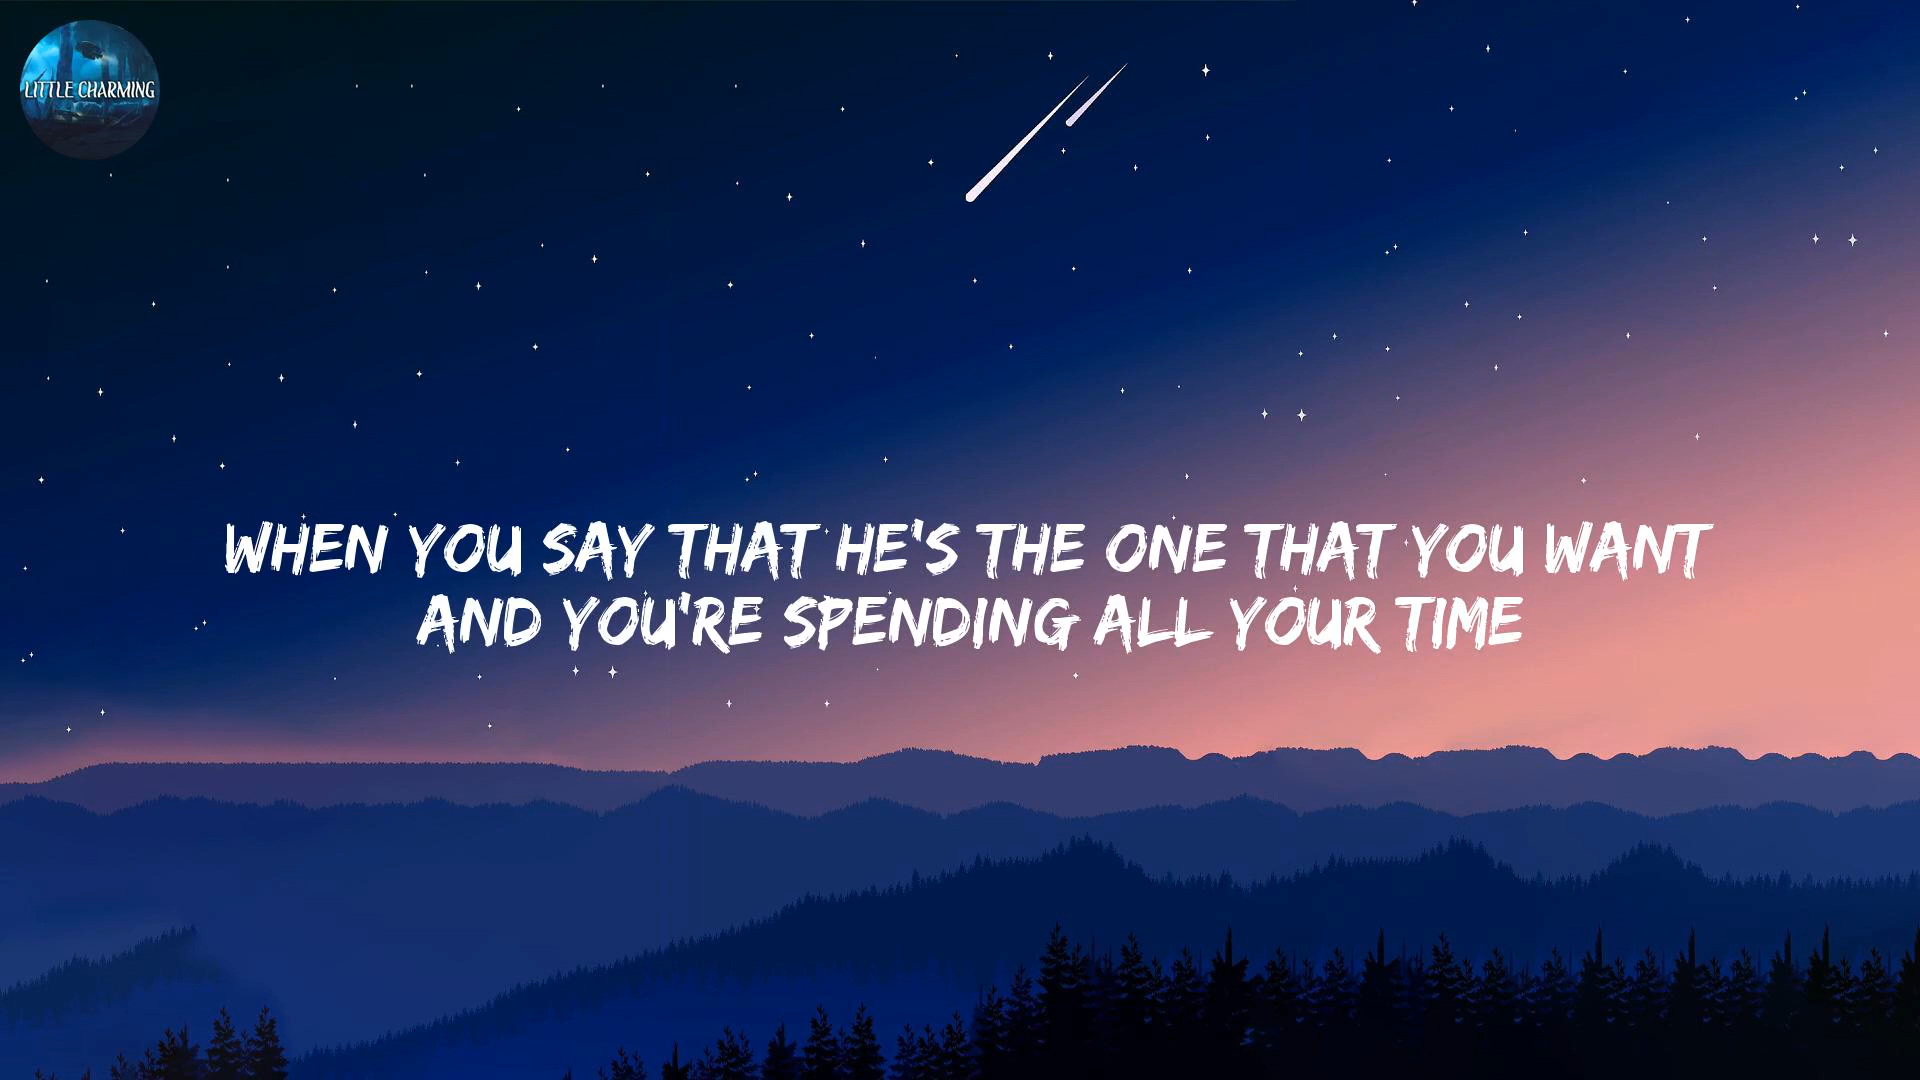 LITTLE CHARMING
WHEN YOU SAY THAT HE'S THE ONE THAT YOU WANT
AND YOU'RE SPENDING ALL YOUR TIME